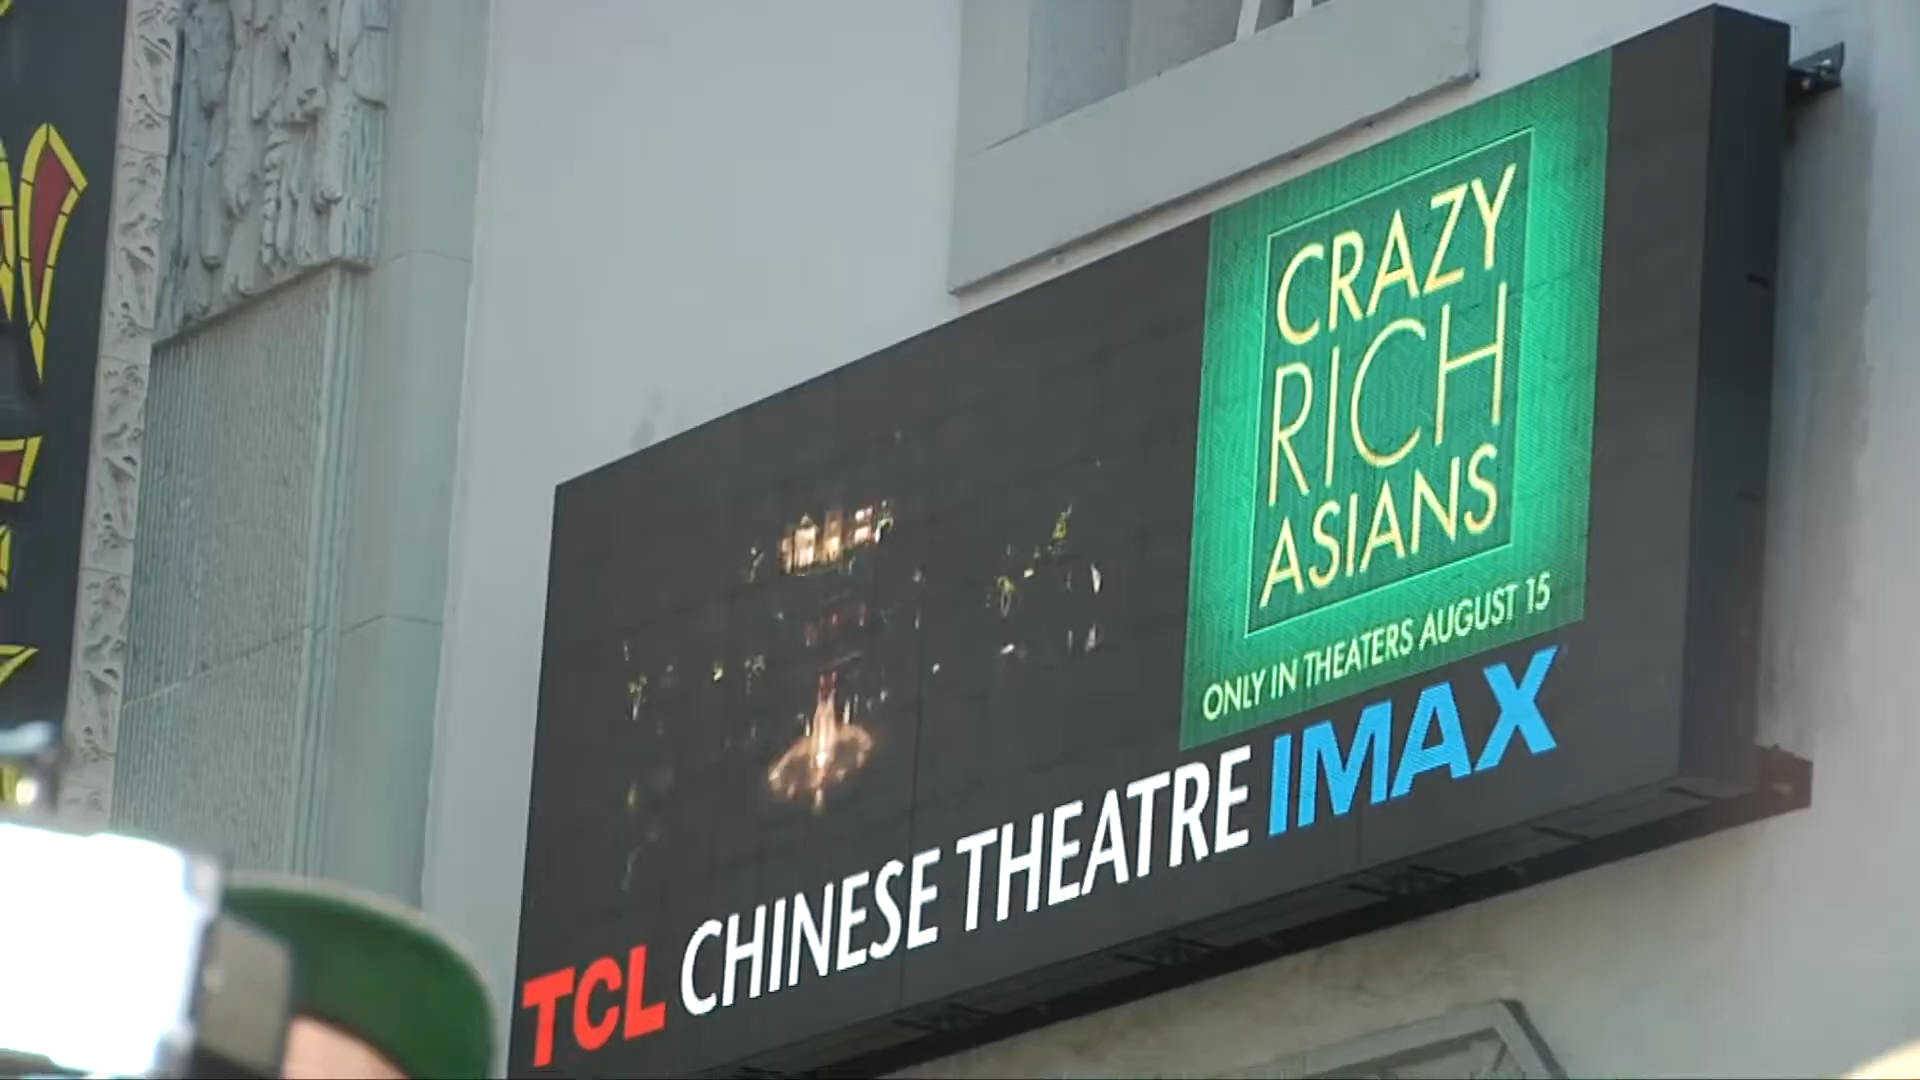 CRAZY
RICH
ASIANS
ONLY IN THEATERS AUGUST 15
TCL CHINESE THEATRE IMAX